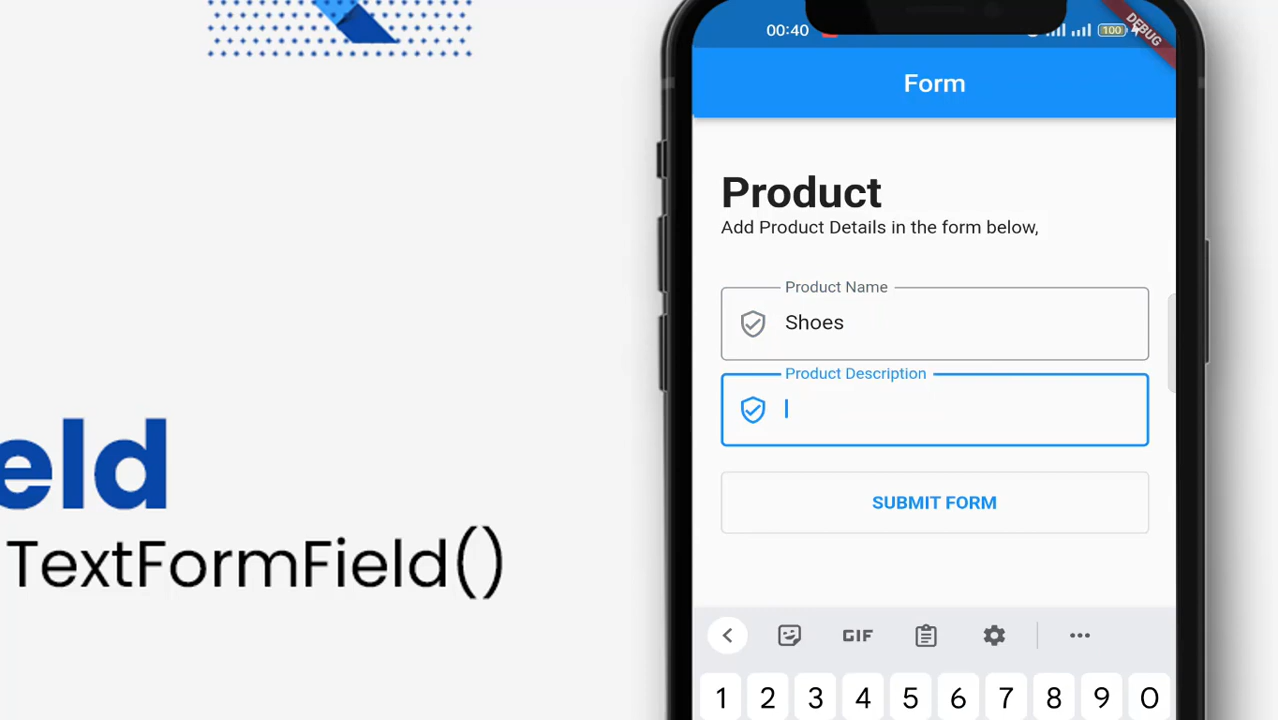 00:40
100
DEBUG
Form
Product
Add Product Details in the form below,
Product Name
Shoes
Product Description
SUBMIT FORM
eld
TextFormField()
GIF
1 2 3 4 5 6 7 8 9 0